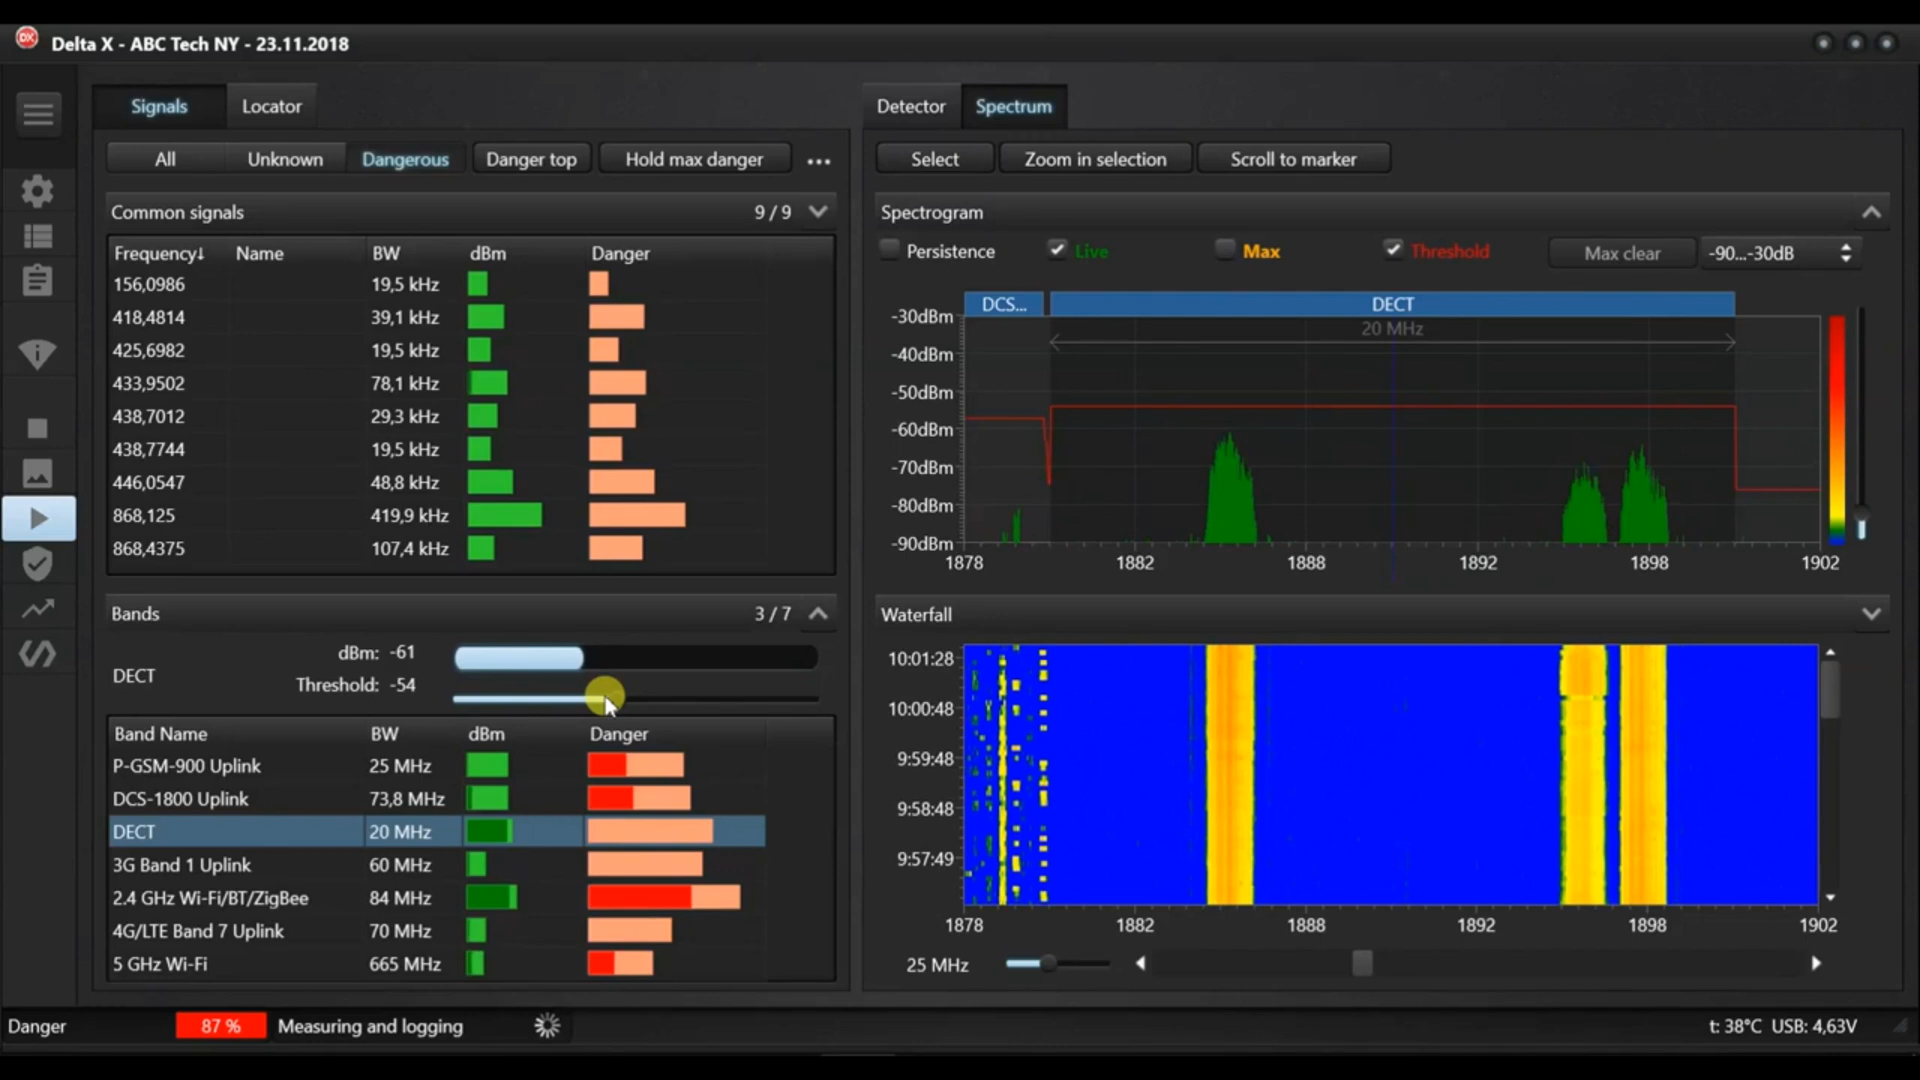 DX Delta X - ABC Tech NY - 23.11.2018
Signals Locator
All Unknown Dangerous Danger top Hold max danger ...
Common signals 9 / 9
Frequency↓ Name BW dBm Danger
156,0986 19,5 kHz
418,4814 39,1 kHz
425,6982 19,5 kHz
433,9502 78,1 kHz
438,7012 29,3 kHz
438,7744 19,5 kHz
446,0547 48,8 kHz
868,125 419,9 kHz
868,4375 107,4 kHz
Bands 3 / 7
DECT
dBm: -61
Threshold: -54
Band Name BW dBm Danger
P-GSM-900 Uplink 25 MHz
DCS-1800 Uplink 73,8 MHz
DECT 20 MHz
3G Band 1 Uplink 60 MHz
2.4 GHz Wi-Fi/BT/ZigBee 84 MHz
4G/LTE Band 7 Uplink 70 MHz
5 GHz Wi-Fi 665 MHz
Detector Spectrum
Select Zoom in selection Scroll to marker
Spectrogram
Persistence Live Max Threshold Max clear -90...-30dB
DCS... DECT
20 MHz
-30dBm
-40dBm
-50dBm
-60dBm
-70dBm
-80dBm
-90dBm
1878 1882 1888 1892 1898 1902
Waterfall
10:01:28
10:00:48
9:59:48
9:58:48
9:57:49
1878 1882 1888 1892 1898 1902
25 MHz
Danger 87 % Measuring and logging t: 38°C USB: 4,63V